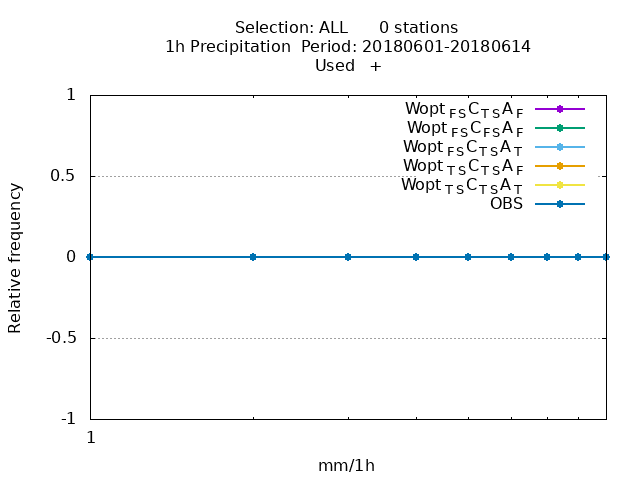 Selection: ALL 0 stations
1h Precipitation Period: 20180601-20180614
Used +
1
Wopt FS C TS A F
Wopt FS C FS A F
Wopt FS C TS A T
Wopt TS C TS A F
Wopt TS C TS A T
OBS
0.5
0
-0.5
-1
Relative frequency
1
mm/1h